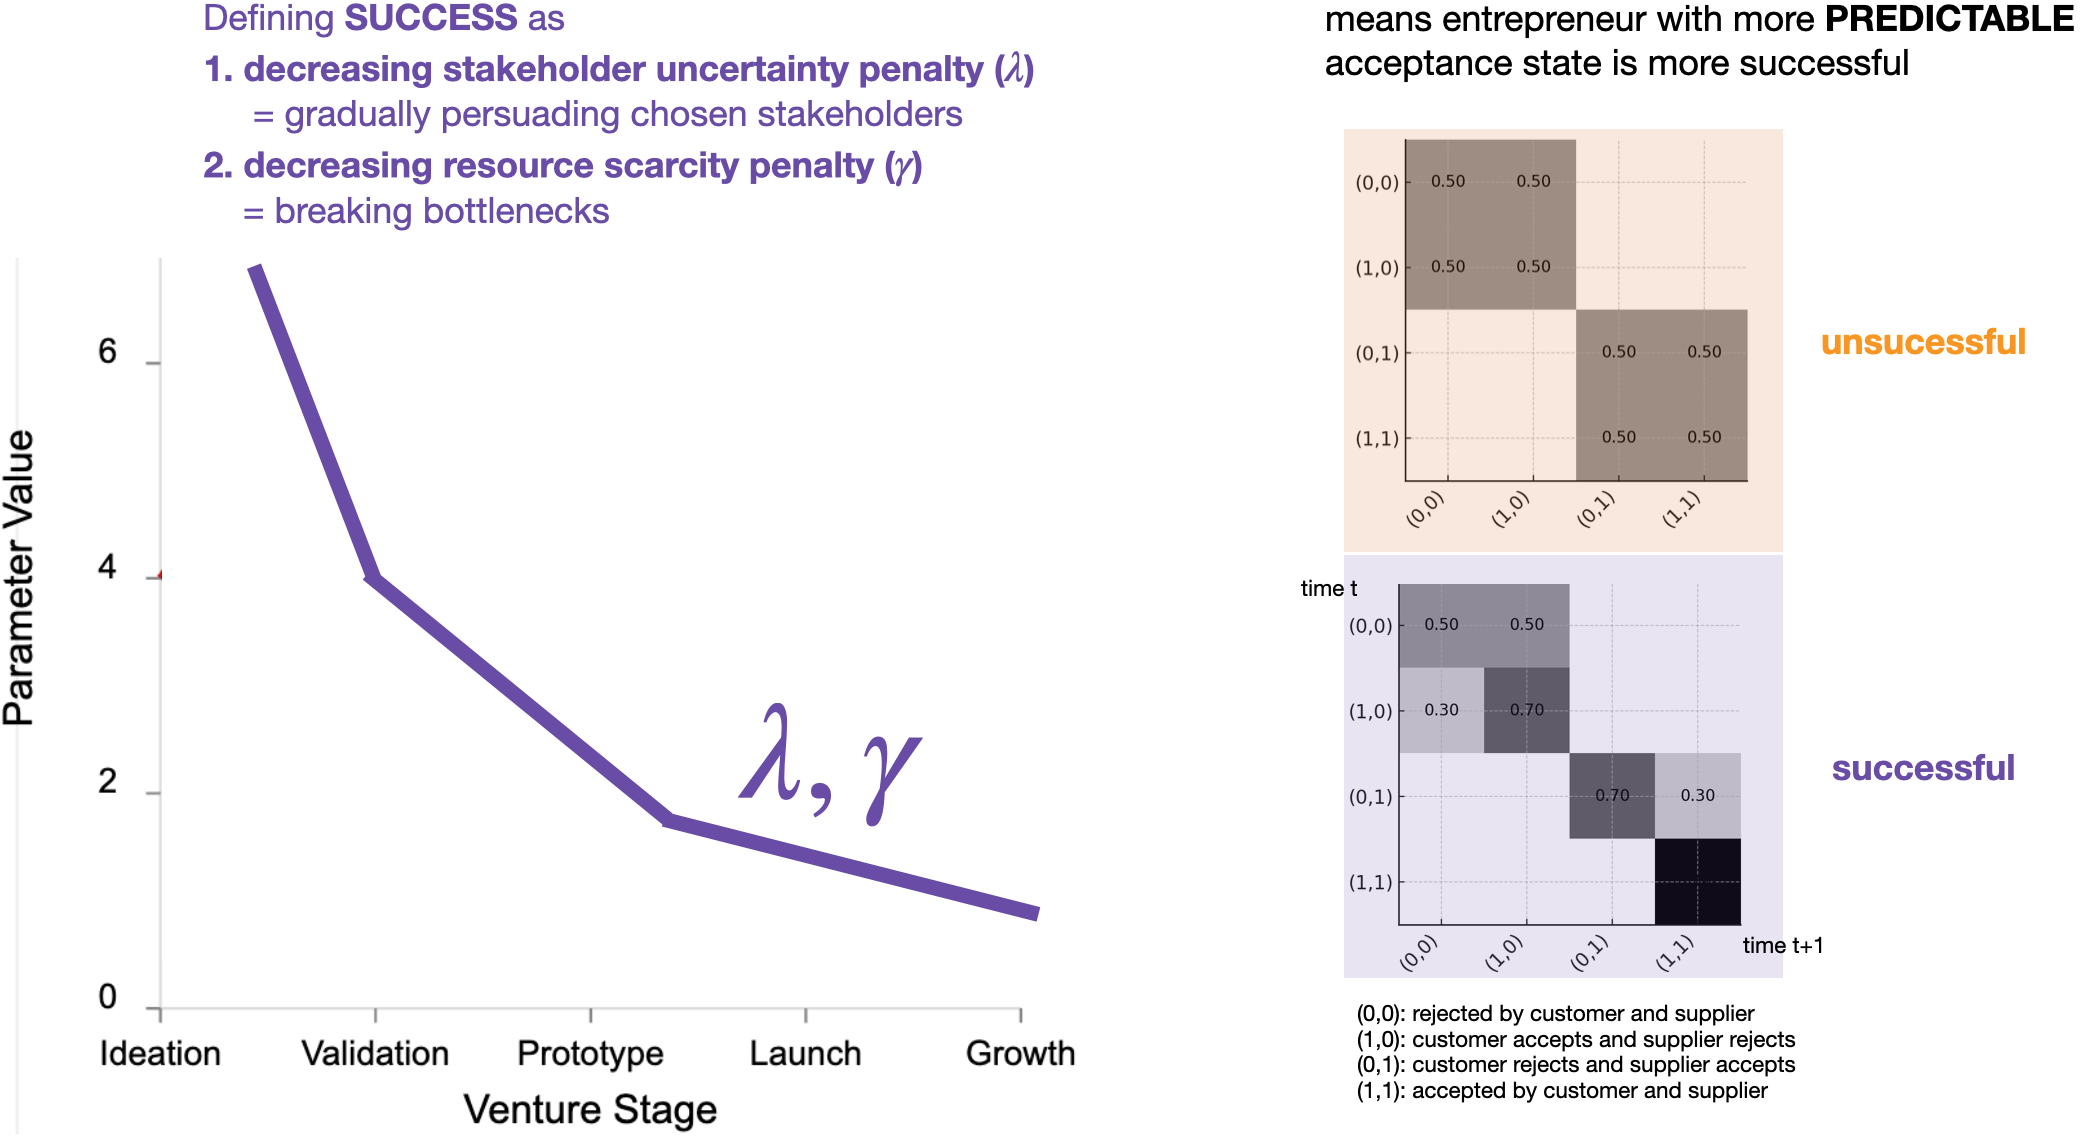 Defining SUCCESS as
1. decreasing stakeholder uncertainty penalty (λ)
= gradually persuading chosen stakeholders
2. decreasing resource scarcity penalty (γ)
= breaking bottlenecks
Parameter Value
6
4
2
0
λ, γ
Ideation
Validation
Prototype
Launch
Growth
Venture Stage
means entrepreneur with more PREDICTABLE
acceptance state is more successful
(0,0) 0.50 0.50
(1,0) 0.50 0.50
(0,1) 0.50 0.50
(1,1) 0.50 0.50
(0,0) (1,0) (0,1) (1,1)
unsucessful
time t
(0,0) 0.50 0.50
(1,0) 0.30 0.70
(0,1) 0.70 0.30
(1,1)
(0,0) (1,0) (0,1) (1,1)
time t+1
successful
(0,0): rejected by customer and supplier
(1,0): customer accepts and supplier rejects
(0,1): customer rejects and supplier accepts
(1,1): accepted by customer and supplier